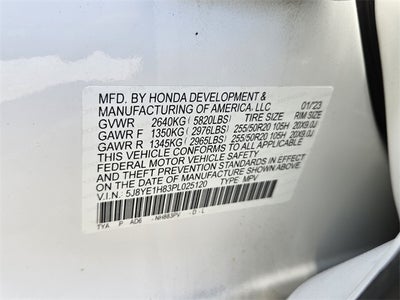 MFD. BY HONDA DEVELOPMENT &
MANUFACTURING OF AMERICA, LLC 01/'23
GVWR 2640KG (5820LBS) TIRE SIZE RIM SIZE
GAWR F 1350KG (2976LBS) 255/50R20 105H 20X9.0J
GAWR R 1345KG (2965LBS) 255/50R20 105H 20X9.0J
THIS VEHICLE CONFORMS TO ALL APPLICABLE
FEDERAL MOTOR VEHICLE SAFETY
AND THEFT PREVENTION STANDARDS IN EFFECT
ON THE DATE OF MANUFACTURE SHOWN ABOVE.
V.I.N.: 5J8YE1H83PL025120 TYPE: MPV
TYA P AD6 -NH883PV - D - L